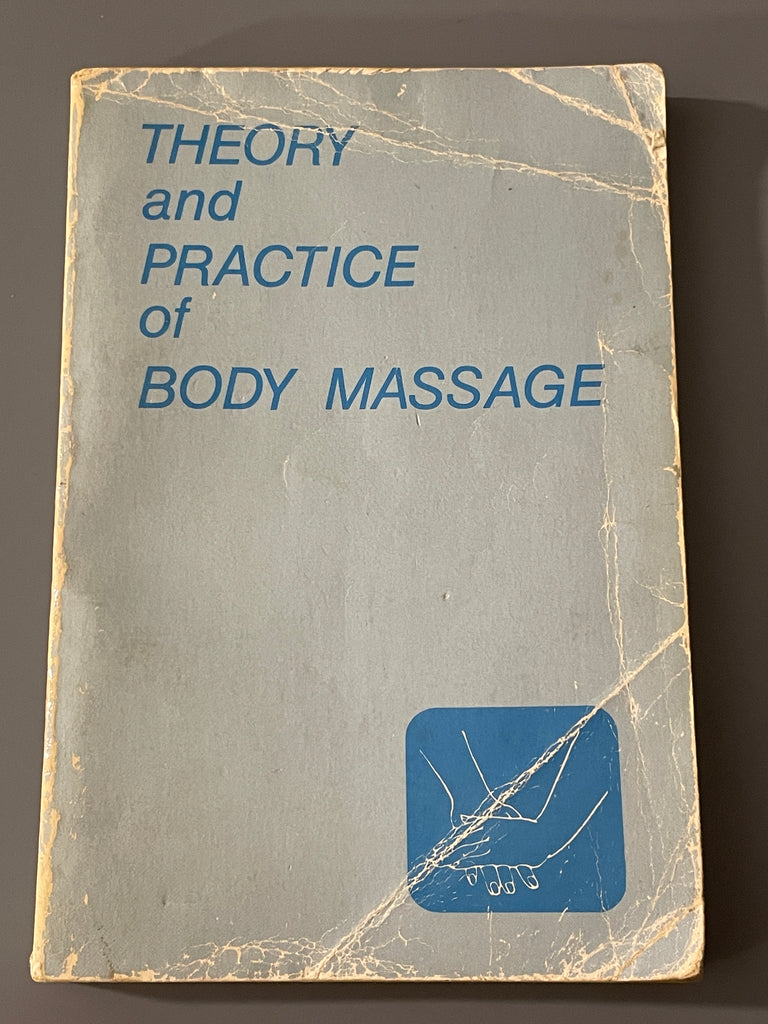 THEORY
and
PRACTICE
of
BODY MASSAGE